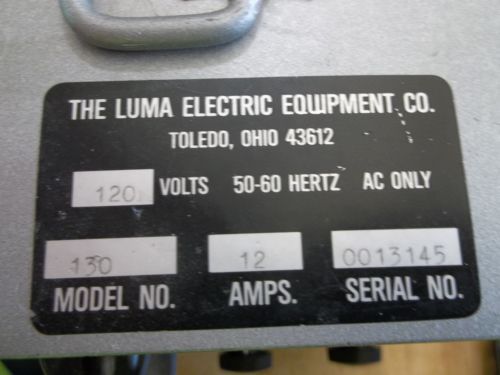 THE LUMA ELECTRIC EQUIPMENT CO.
TOLEDO, OHIO 43612
120 VOLTS 50-60 HERTZ AC ONLY
130 12 0013145
MODEL NO. AMPS. SERIAL NO.